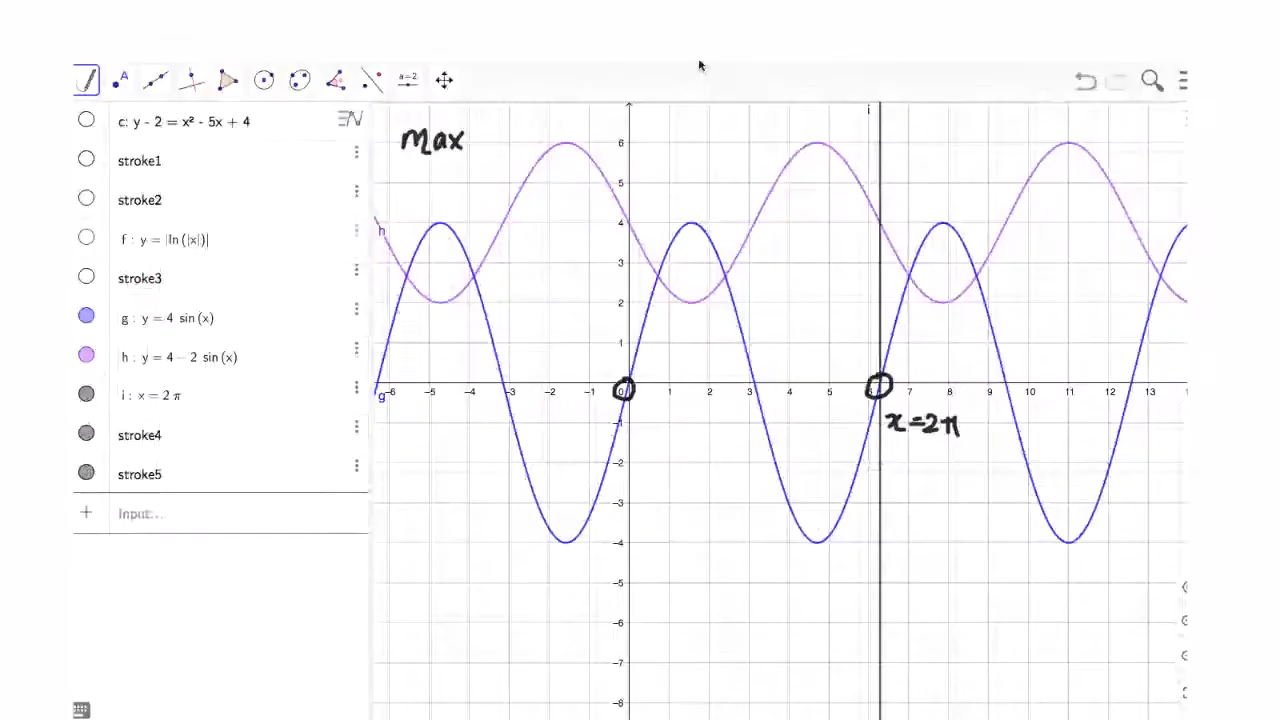 A
a=2
c: y - 2 = x² - 5x + 4
stroke1
stroke2
f : y = |ln (|x|)|
stroke3
g : y = 4 sin (x)
h : y = 4 - 2 sin (x)
i : x = 2 π
stroke4
stroke5
+ Input...
max
i
h
g
6
5
4
3
2
1
-6 -5 -4 -3 -2 -1 0 1 2 3 4 5 6 7 8 9 10 11 12 13
x=2π
-1
-2
-3
-4
-5
-6
-7
-8